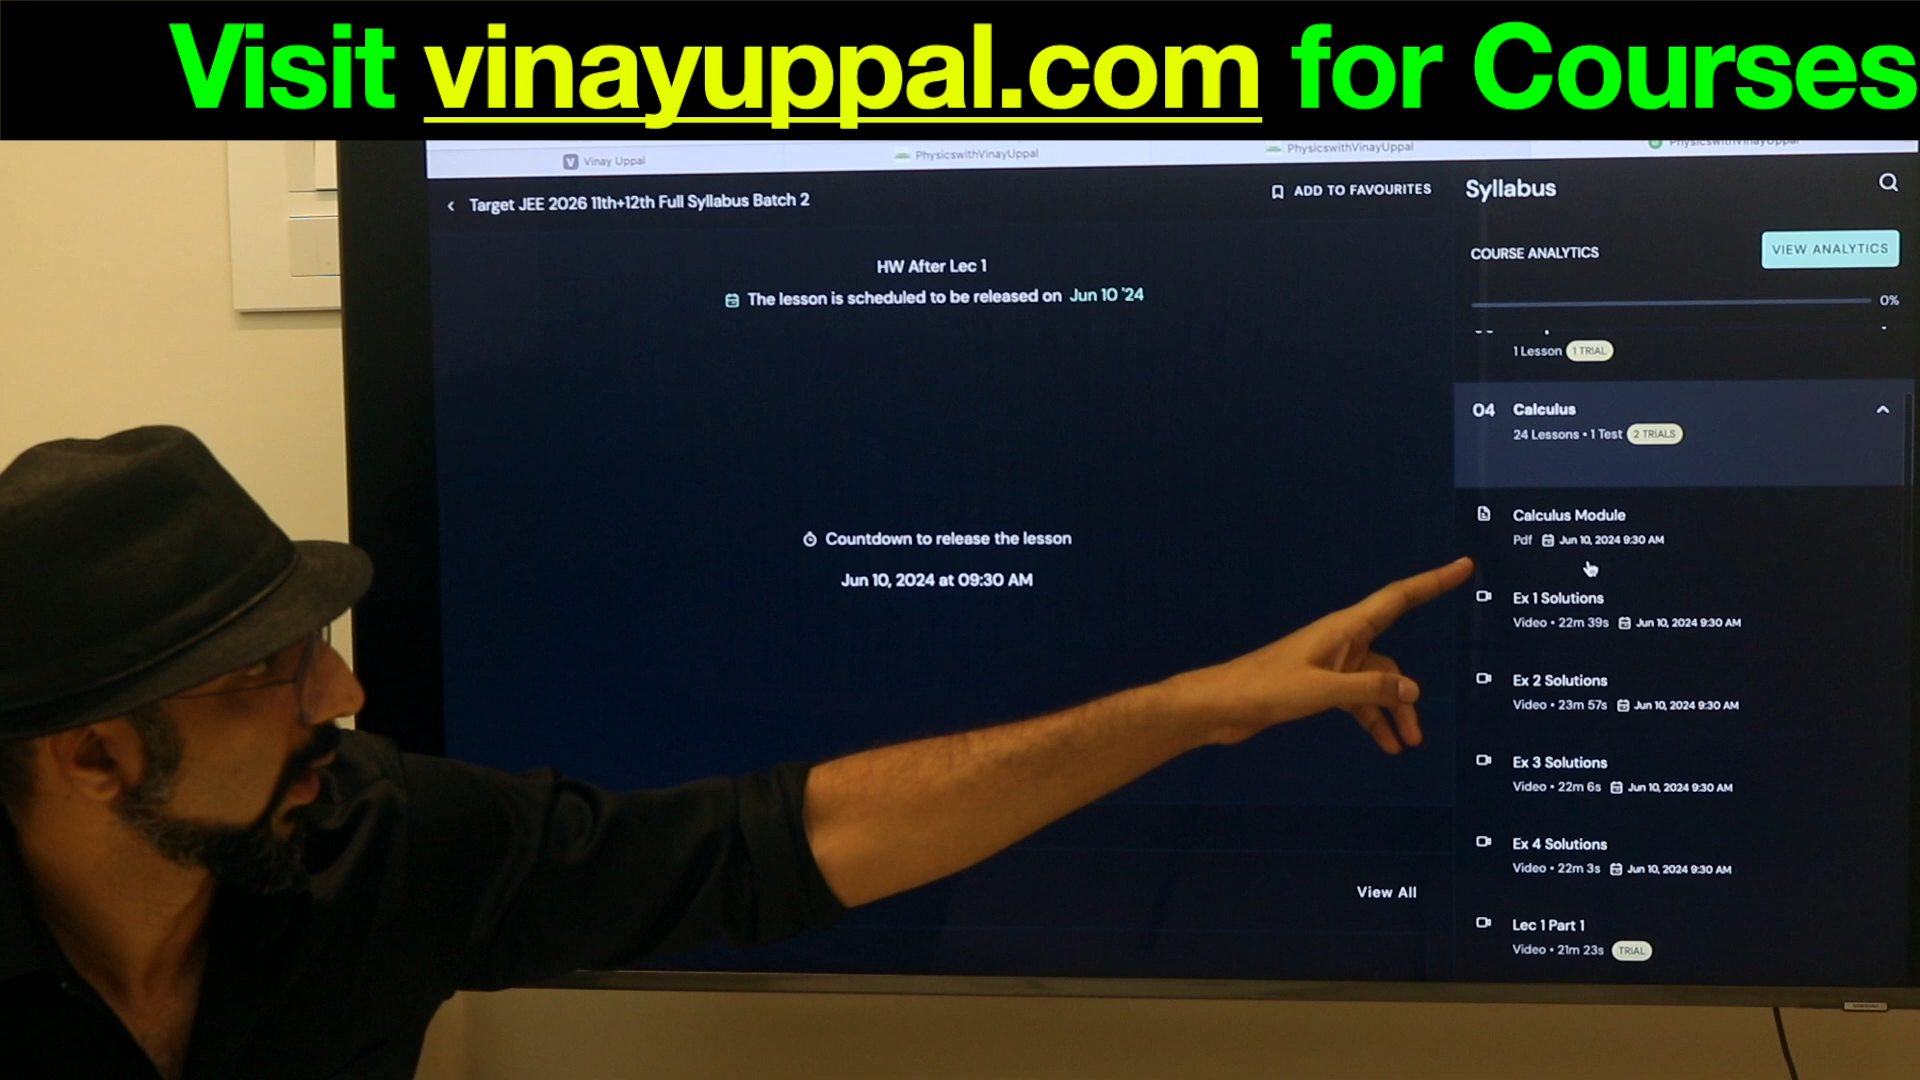 Visit vinayuppal.com for Courses
V Vinay Uppal
PhysicswithVinayUppal
PhysicswithVinayUppal
PhysicswithVinayUppal
Target JEE 2026 11th+12th Full Syllabus Batch 2
ADD TO FAVOURITES
HW After Lec 1
The lesson is scheduled to be released on Jun 10 '24
Countdown to release the lesson
Jun 10, 2024 at 09:30 AM
View All
Syllabus
COURSE ANALYTICS
VIEW ANALYTICS
0%
1 Lesson 1 TRIAL
04 Calculus
24 Lessons • 1 Test 2 TRIALS
Calculus Module
Pdf Jun 10, 2024 9:30 AM
Ex 1 Solutions
Video • 22m 39s Jun 10, 2024 9:30 AM
Ex 2 Solutions
Video • 23m 57s Jun 10, 2024 9:30 AM
Ex 3 Solutions
Video • 22m 6s Jun 10, 2024 9:30 AM
Ex 4 Solutions
Video • 22m 3s Jun 10, 2024 9:30 AM
Lec 1 Part 1
Video • 21m 23s TRIAL